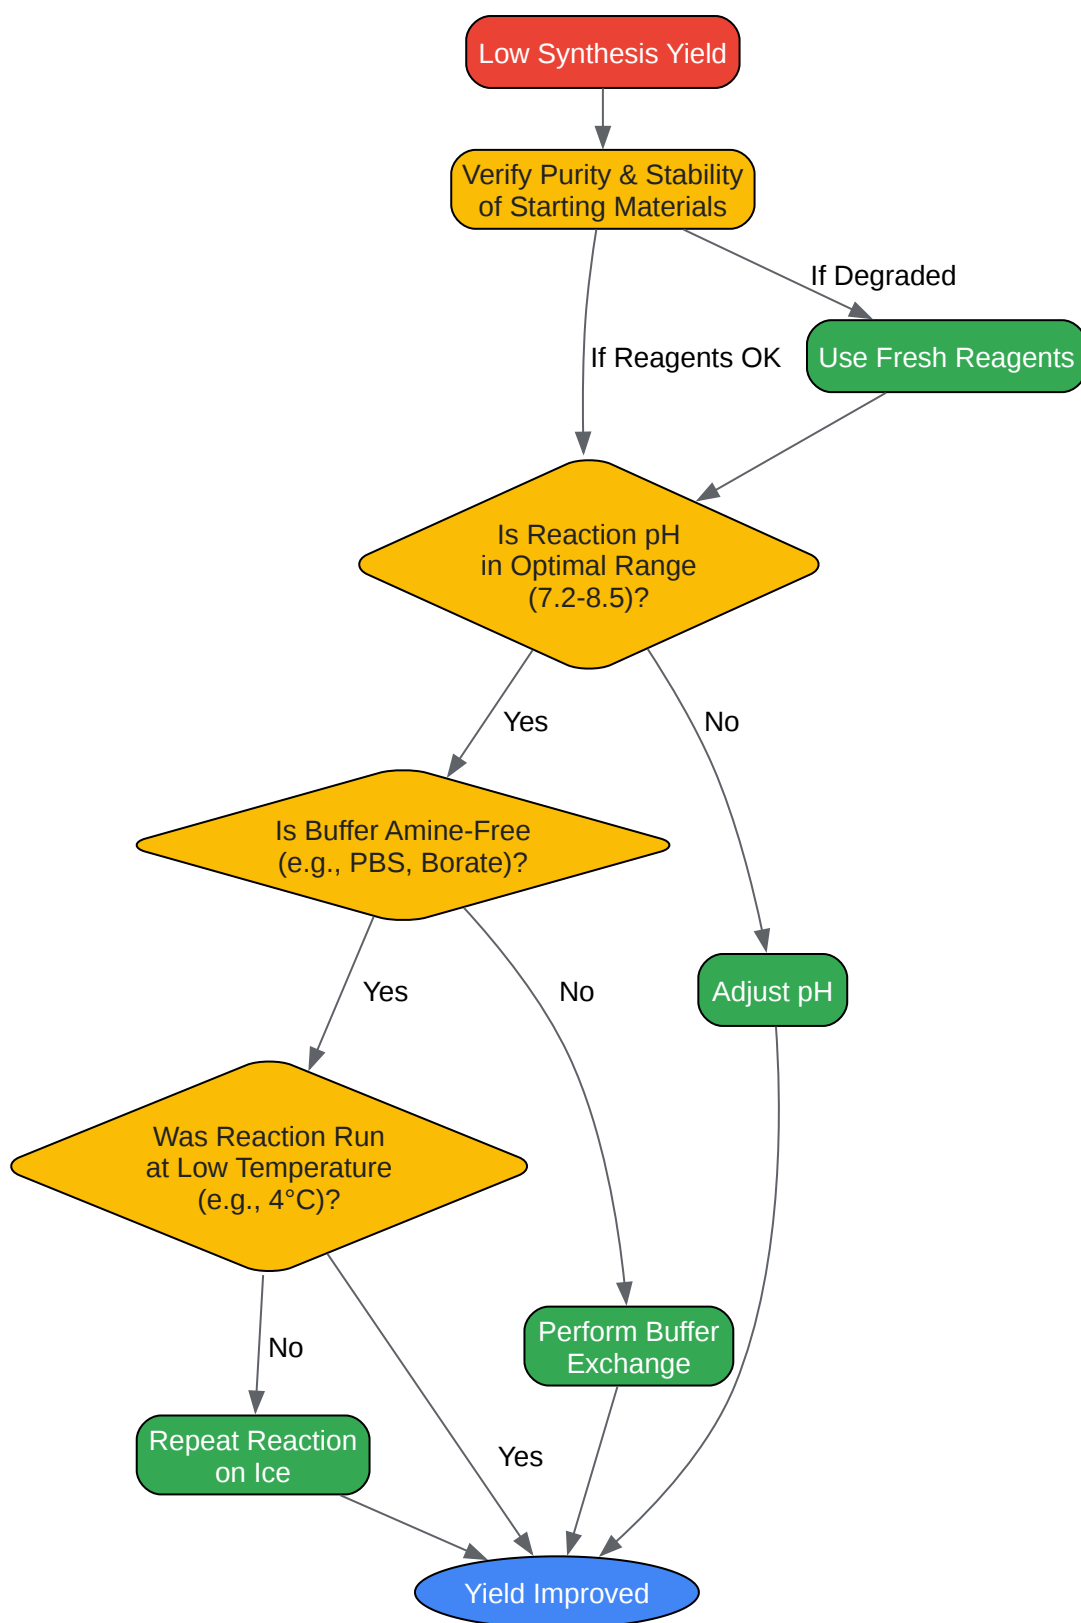 Low Synthesis Yield
Verify Purity & Stability
of Starting Materials
If Degraded
If Reagents OK
Use Fresh Reagents
Is Reaction pH
in Optimal Range
(7.2-8.5)?
Yes
No
Is Buffer Amine-Free
(e.g., PBS, Borate)?
Yes
No
Adjust pH
Was Reaction Run
at Low Temperature
(e.g., 4°C)?
No
Perform Buffer
Exchange
Repeat Reaction
on Ice
Yes
Yield Improved